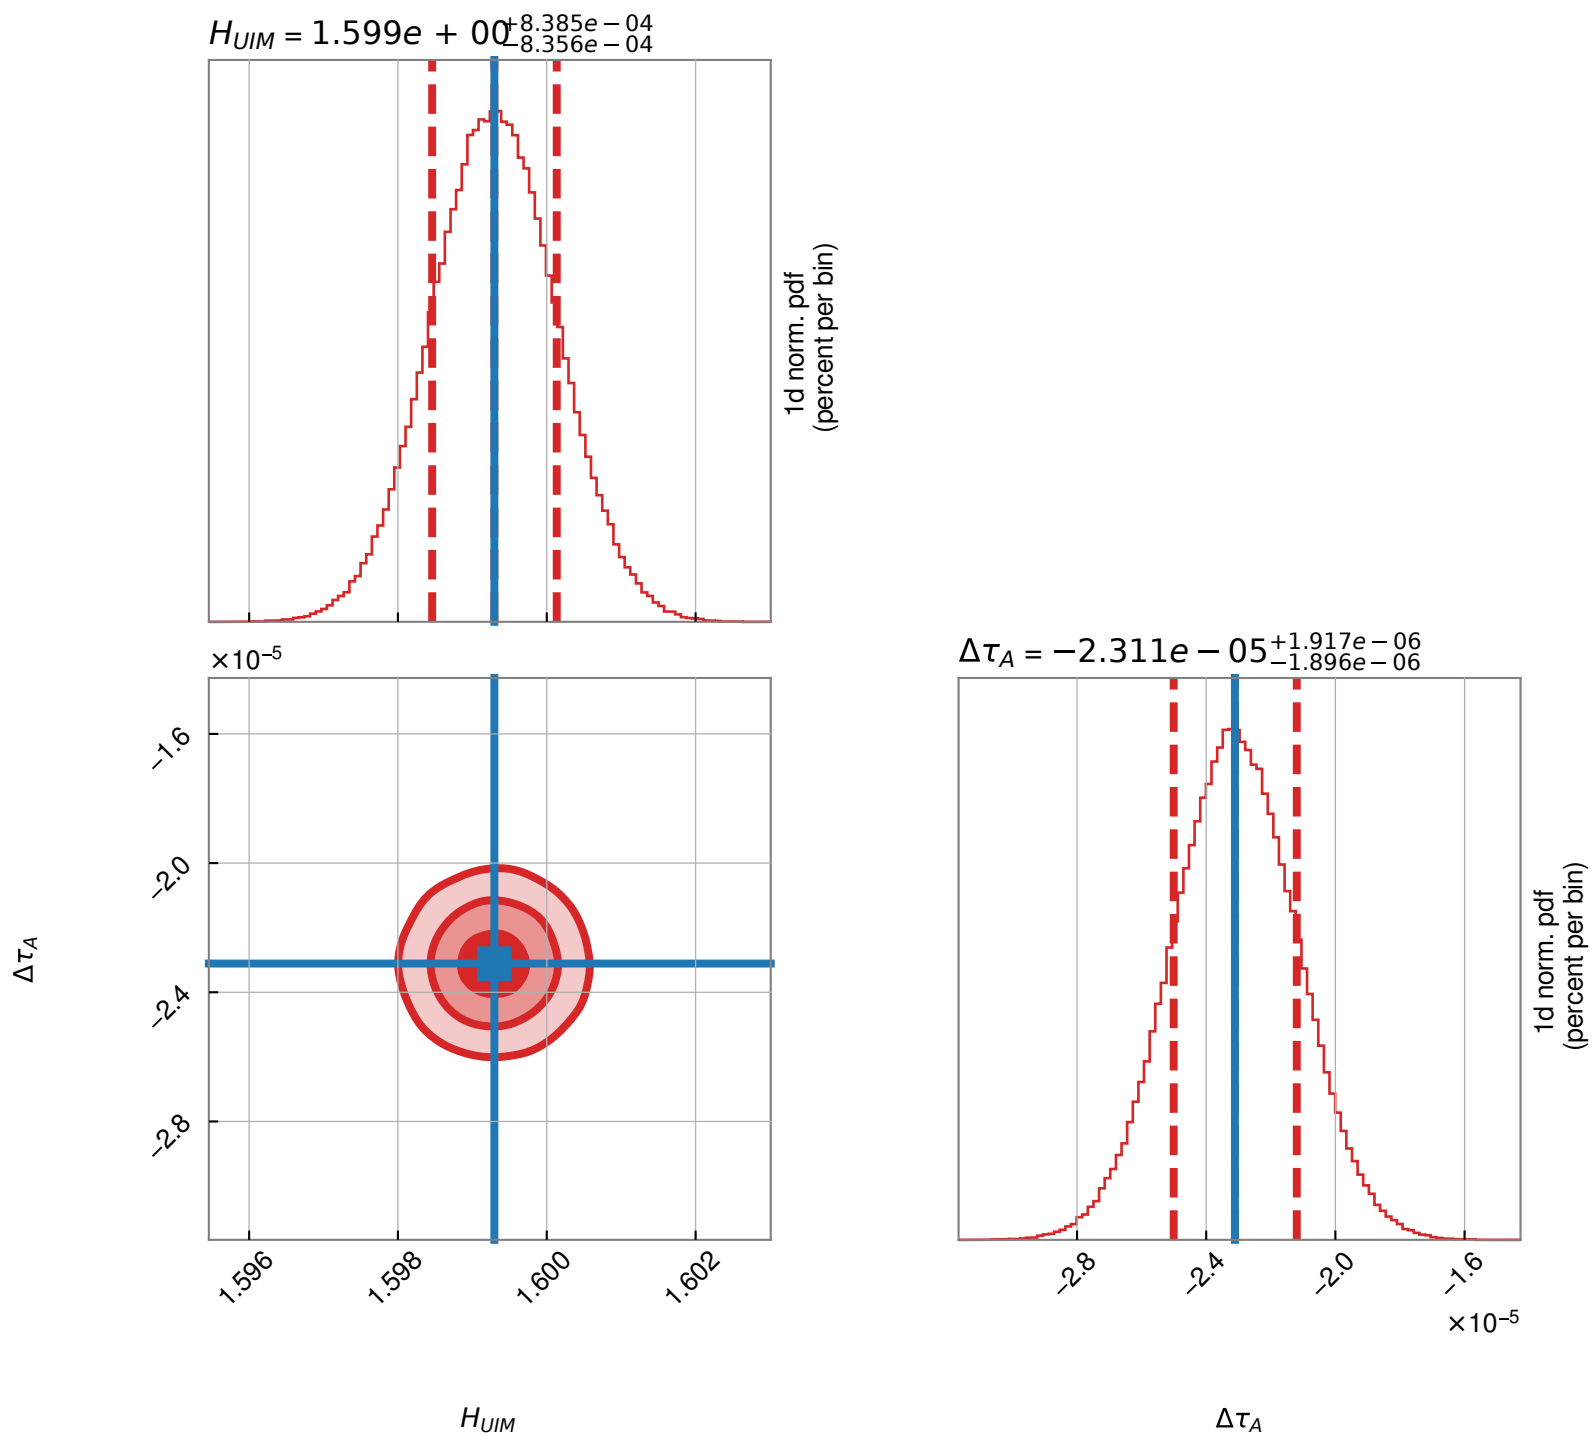 H_UIM = 1.599e + 00^{+8.385e − 04}_{−8.356e − 04}
1d norm. pdf
(percent per bin)
×10⁻⁵
Δτ_A = −2.311e − 05^{+1.917e − 06}_{−1.896e − 06}
−1.6
−2.0
−2.4
−2.8
Δτ_A
1d norm. pdf
(percent per bin)
1.596
1.598
1.600
1.602
−2.8
−2.4
−2.0
−1.6
×10⁻⁵
H_UIM
Δτ_A